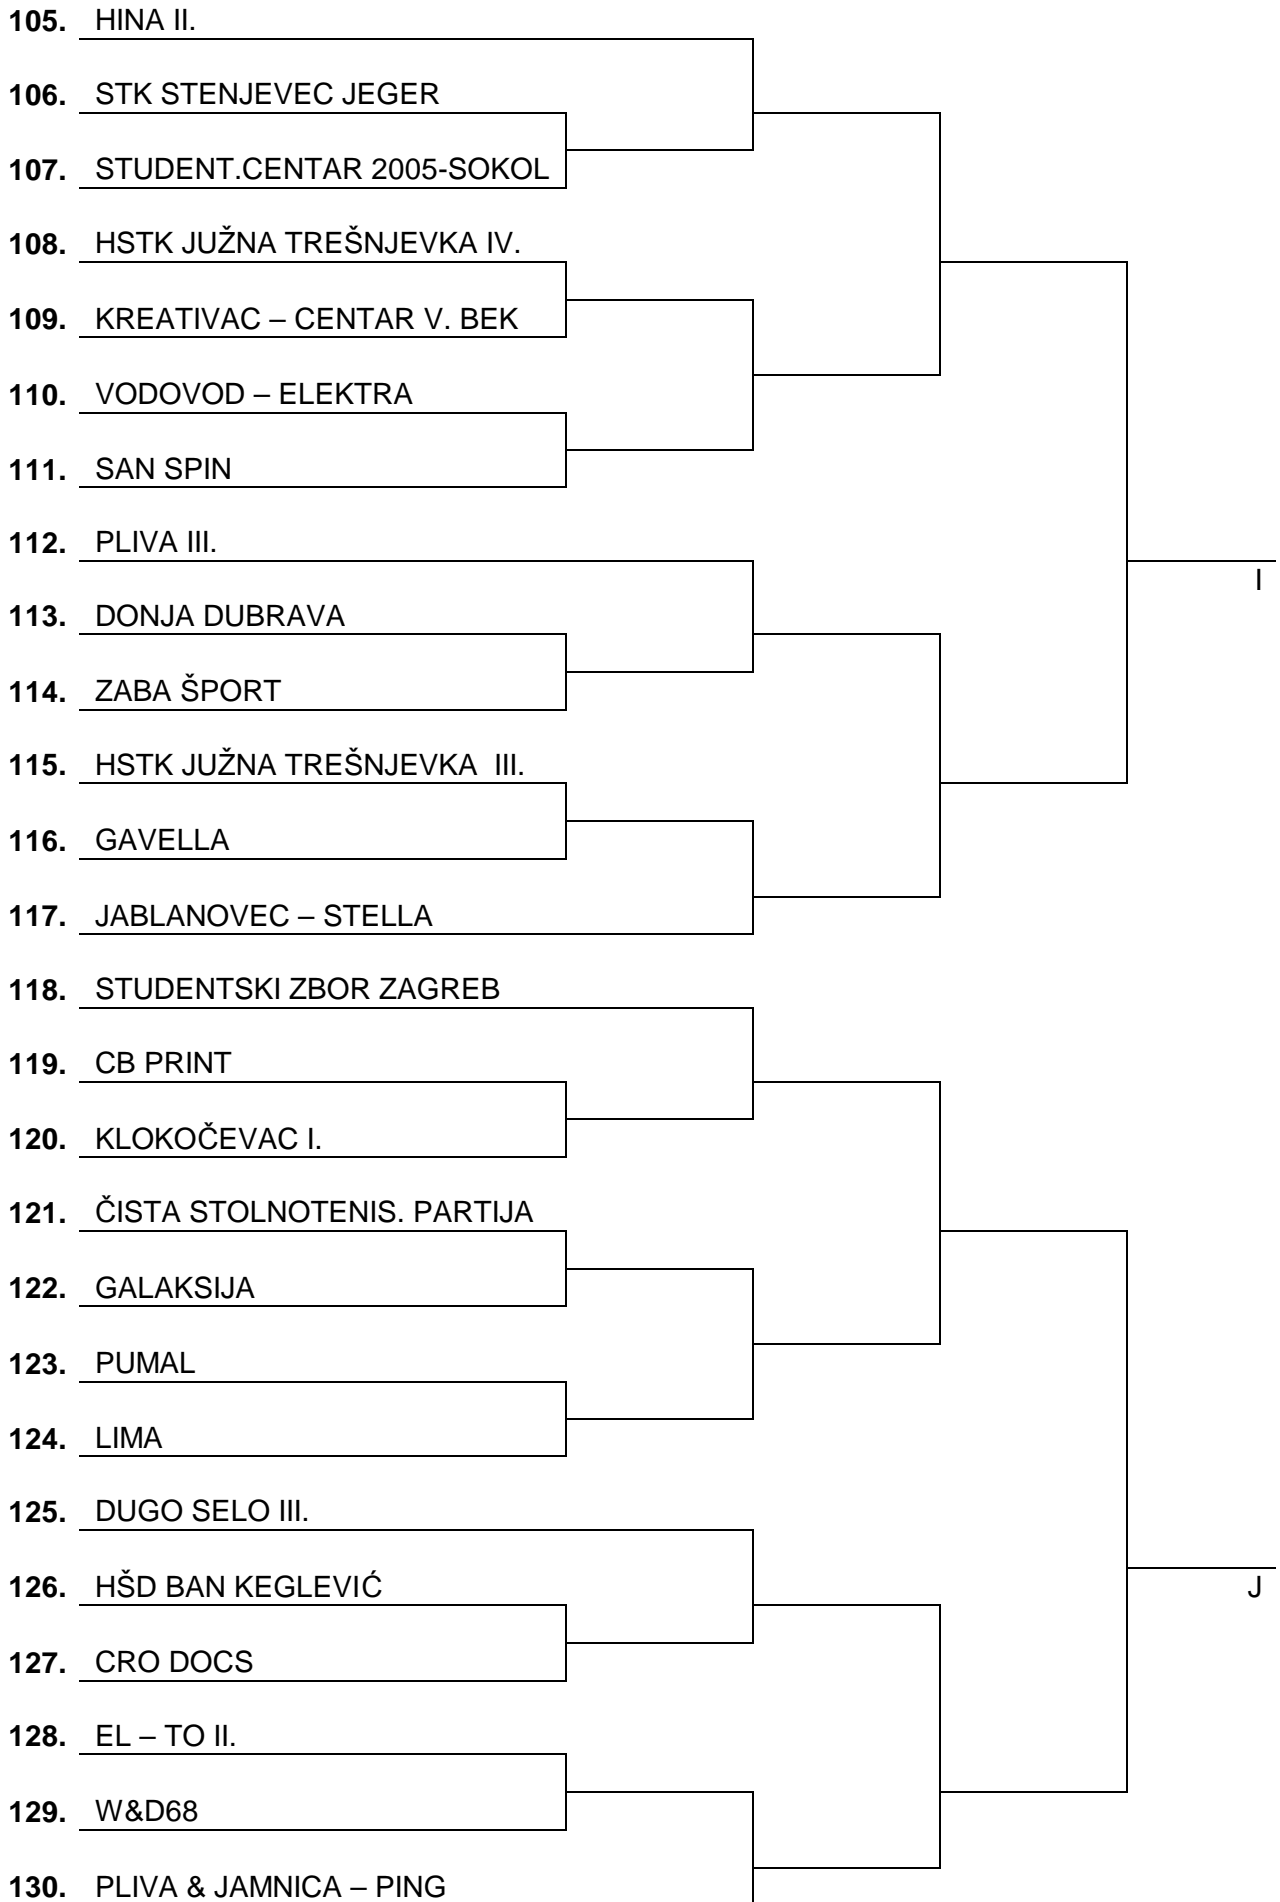 105. HINA II.
106. STK STENJEVEC JEGER
107. STUDENT.CENTAR 2005-SOKOL
108. HSTK JUŽNA TREŠNJEVKA IV.
109. KREATIVAC – CENTAR V. BEK
110. VODOVOD – ELEKTRA
111. SAN SPIN
112. PLIVA III.
I
113. DONJA DUBRAVA
114. ZABA ŠPORT
115. HSTK JUŽNA TREŠNJEVKA  III.
116. GAVELLA
117. JABLANOVEC – STELLA
118. STUDENTSKI ZBOR ZAGREB
119. CB PRINT
120. KLOKOČEVAC I.
121. ČISTA STOLNOTENIS. PARTIJA
122. GALAKSIJA
123. PUMAL
124. LIMA
125. DUGO SELO III.
126. HŠD BAN KEGLEVIĆ
J
127. CRO DOCS
128. EL – TO II.
129. W&D68
130. PLIVA & JAMNICA – PING